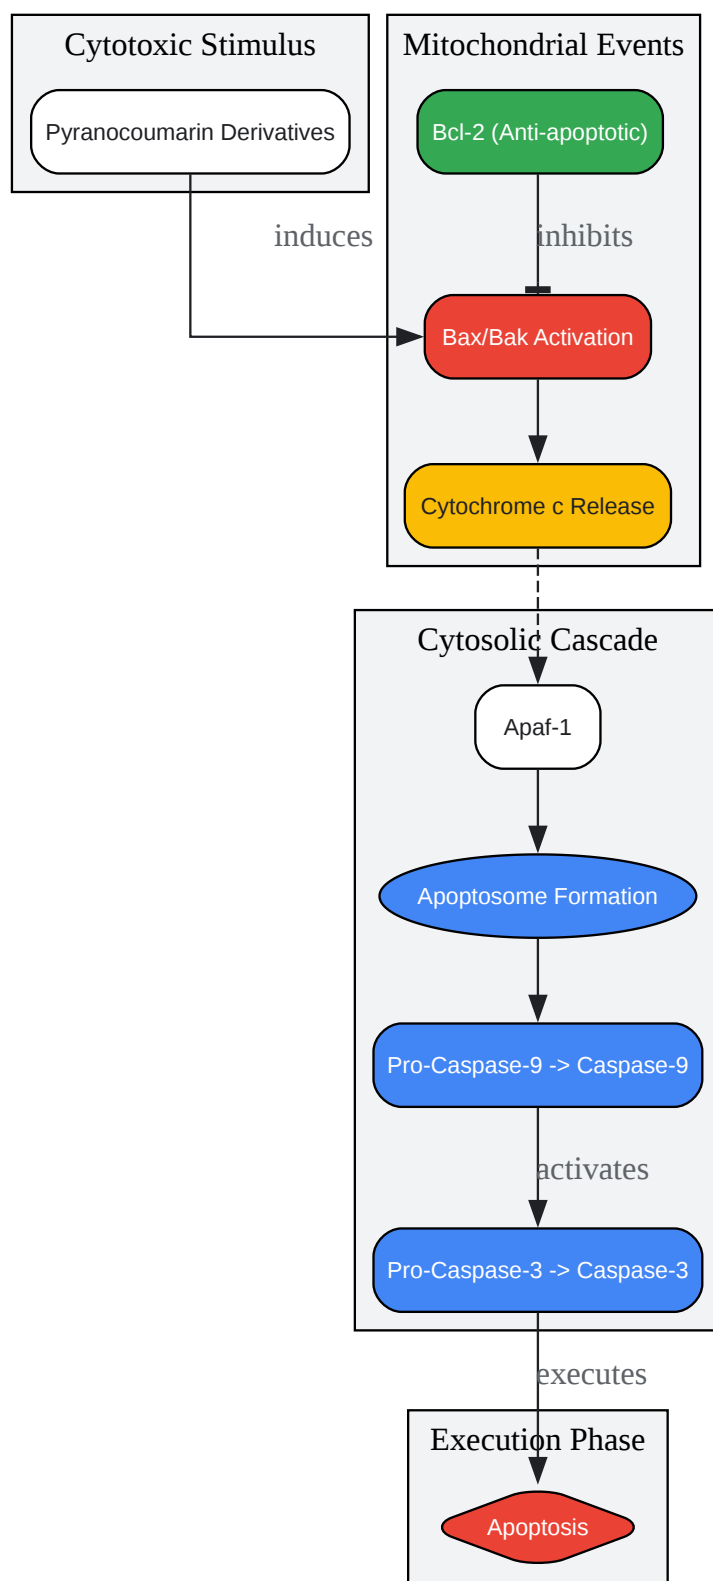 Cytotoxic Stimulus
Pyranocoumarin Derivatives
induces
Mitochondrial Events
Bcl-2 (Anti-apoptotic)
inhibits
Bax/Bak Activation
Cytochrome c Release
Cytosolic Cascade
Apaf-1
Apoptosome Formation
Pro-Caspase-9 -> Caspase-9
activates
Pro-Caspase-3 -> Caspase-3
executes
Execution Phase
Apoptosis